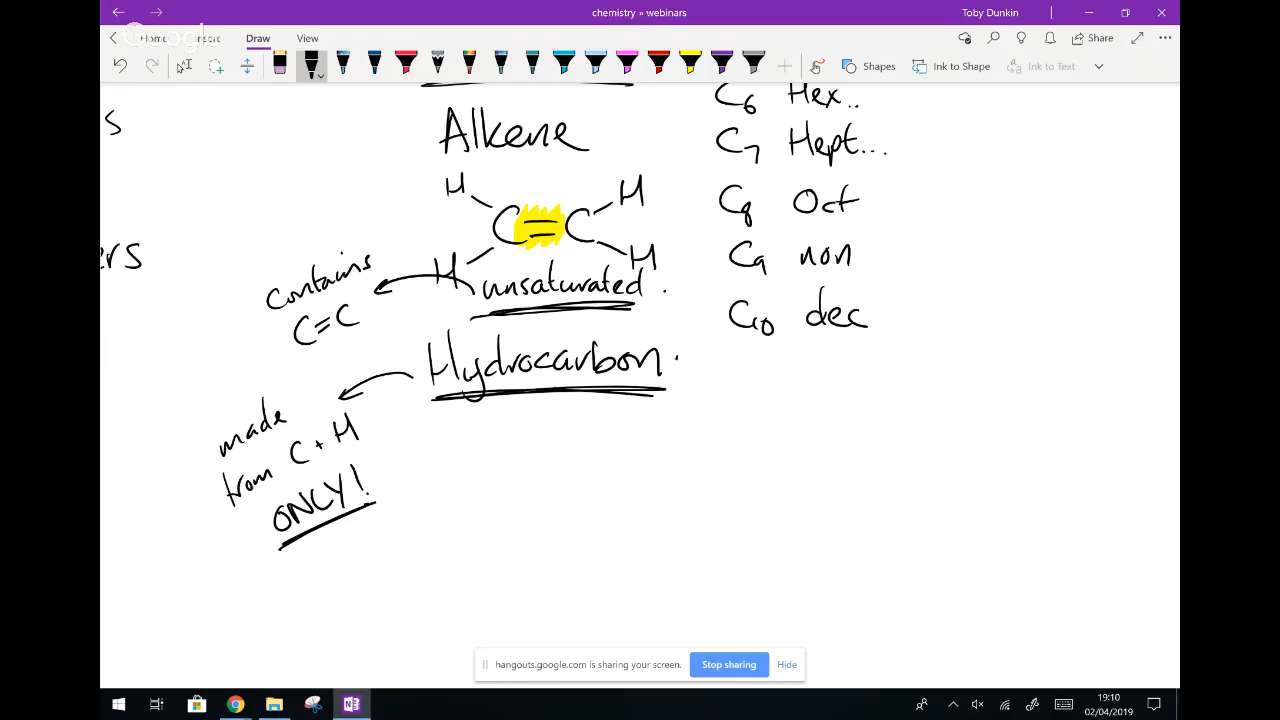 chemistry » webinars
Toby Dunkin
Google
Home
Insert
Draw
View
Share
Shapes
Ink to Shape
Ink to Text
s
ers
Alkene
H
H
C=C
H
H
unsaturated.
contains
C=C
Hydrocarbon.
made
from C + H
ONLY!
C6 Hex..
C7 Hept...
C8 Oct
C9 non
C10 dec
hangouts.google.com is sharing your screen.
Stop sharing
Hide
19:10
02/04/2019